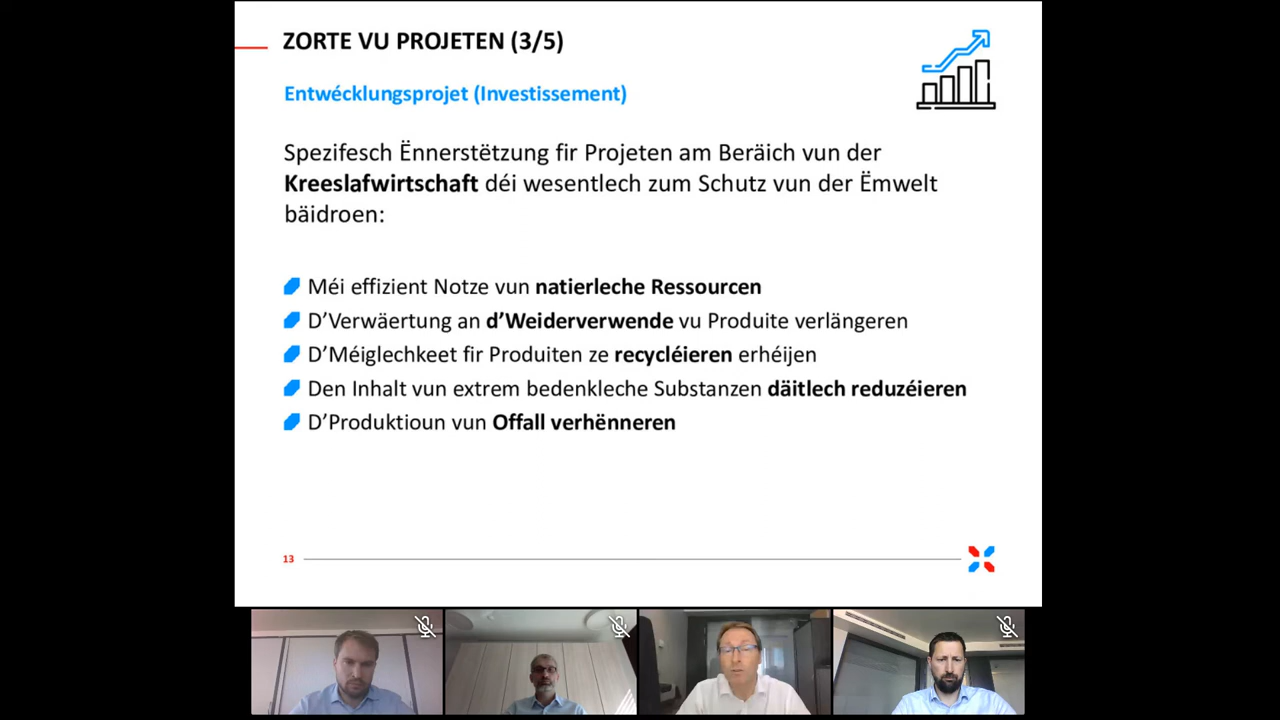 ZORTE VU PROJETEN (3/5)
Entwécklungsprojet (Investissement)
Spezifesch Ënnerstëtzung fir Projeten am Beräich vun der
Kreeslafwirtschaft déi wesentlech zum Schutz vun der Ëmwelt
bäidroen:
Méi effizient Notze vun natierleche Ressourcen
D’Verwäertung an d’Weiderverwende vu Produite verlängeren
D’Méiglechkeet fir Produiten ze recycléieren erhéijen
Den Inhalt vun extrem bedenkleche Substanzen däitlech reduzéieren
D’Produktioun vun Offall verhënneren
13